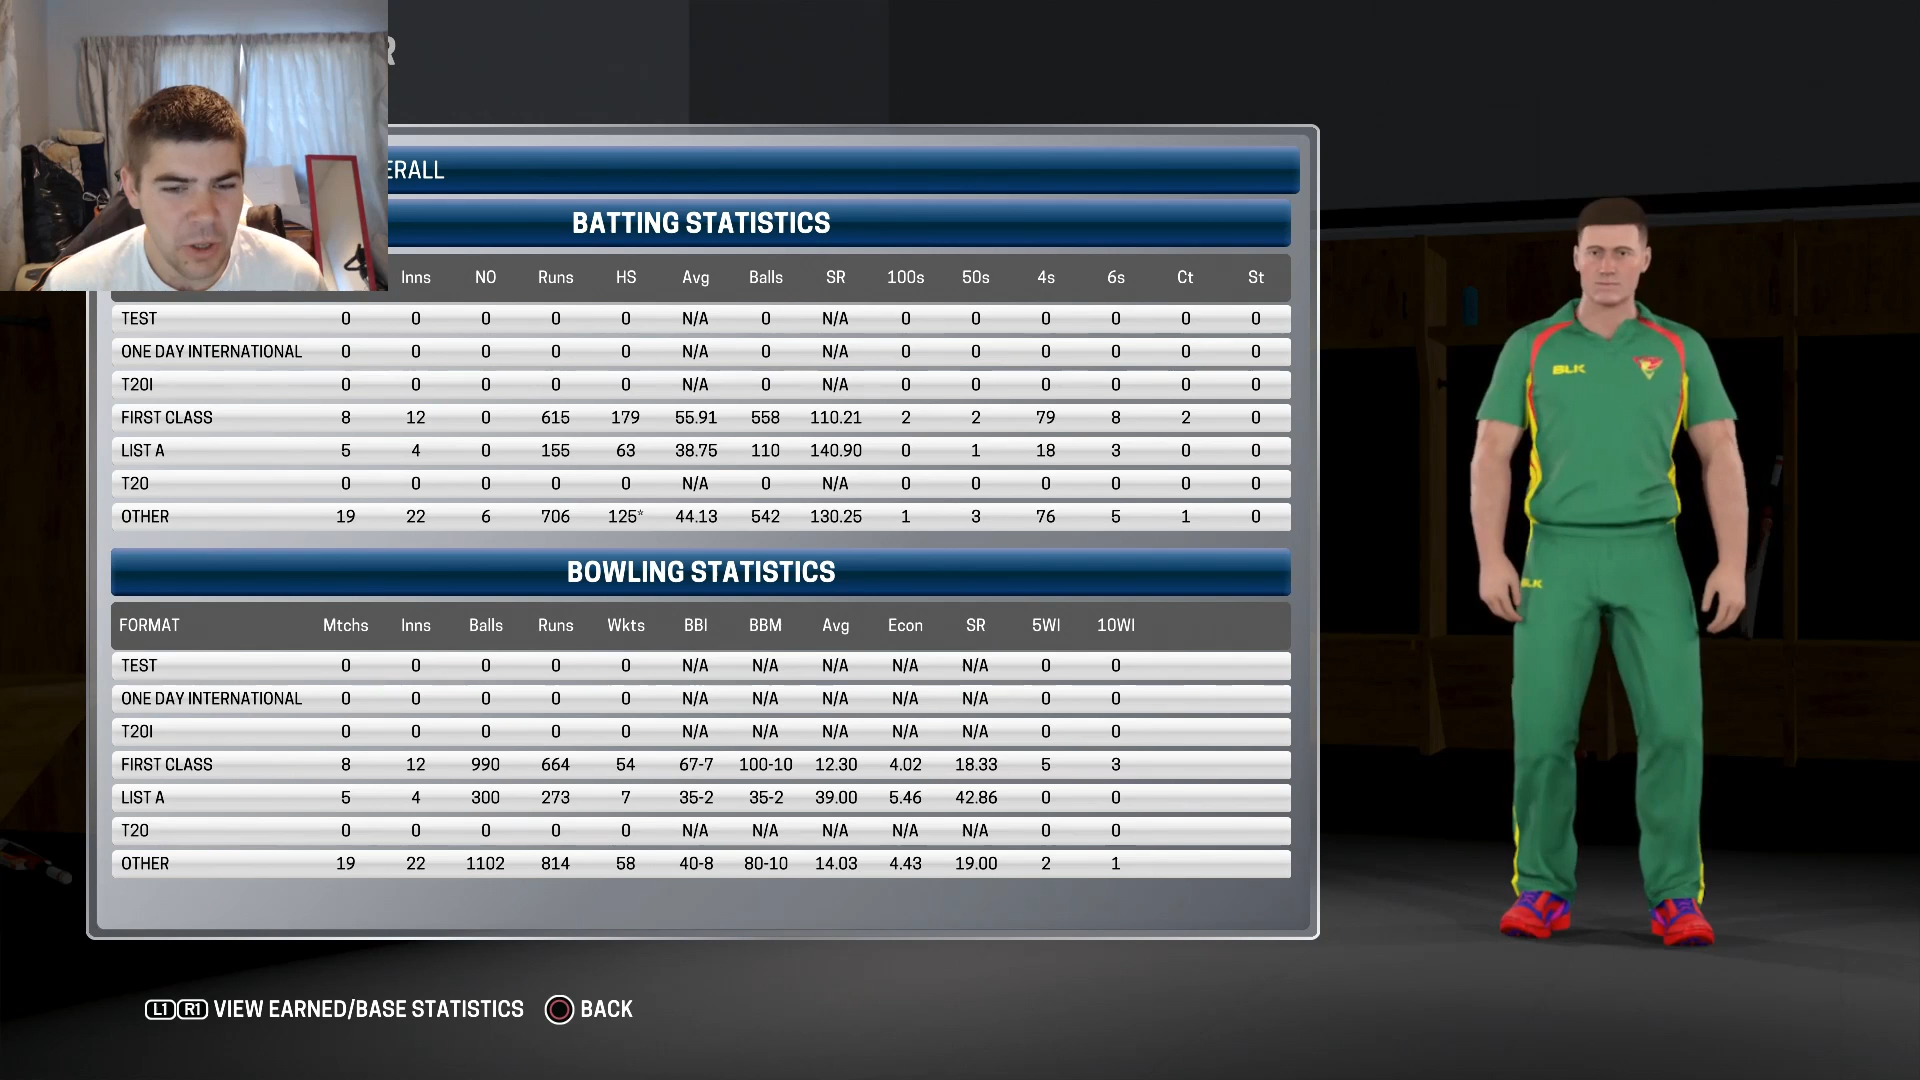 R
ERALL
BATTING STATISTICS
Inns NO Runs HS Avg Balls SR 100s 50s 4s 6s Ct St
TEST 0 0 0 0 0 N/A 0 N/A 0 0 0 0 0 0
ONE DAY INTERNATIONAL 0 0 0 0 0 N/A 0 N/A 0 0 0 0 0 0
T20I 0 0 0 0 0 N/A 0 N/A 0 0 0 0 0 0
FIRST CLASS 8 12 0 615 179 55.91 558 110.21 2 2 79 8 2 0
LIST A 5 4 0 155 63 38.75 110 140.90 0 1 18 3 0 0
T20 0 0 0 0 0 N/A 0 N/A 0 0 0 0 0 0
OTHER 19 22 6 706 125* 44.13 542 130.25 1 3 76 5 1 0
BOWLING STATISTICS
FORMAT Mtchs Inns Balls Runs Wkts BBI BBM Avg Econ SR 5WI 10WI
TEST 0 0 0 0 0 N/A N/A N/A N/A N/A 0 0
ONE DAY INTERNATIONAL 0 0 0 0 0 N/A N/A N/A N/A N/A 0 0
T20I 0 0 0 0 0 N/A N/A N/A N/A N/A 0 0
FIRST CLASS 8 12 990 664 54 67-7 100-10 12.30 4.02 18.33 5 3
LIST A 5 4 300 273 7 35-2 35-2 39.00 5.46 42.86 0 0
T20 0 0 0 0 0 N/A N/A N/A N/A N/A 0 0
OTHER 19 22 1102 814 58 40-8 80-10 14.03 4.43 19.00 2 1
L1 R1 VIEW EARNED/BASE STATISTICS BACK
BLK
BLK